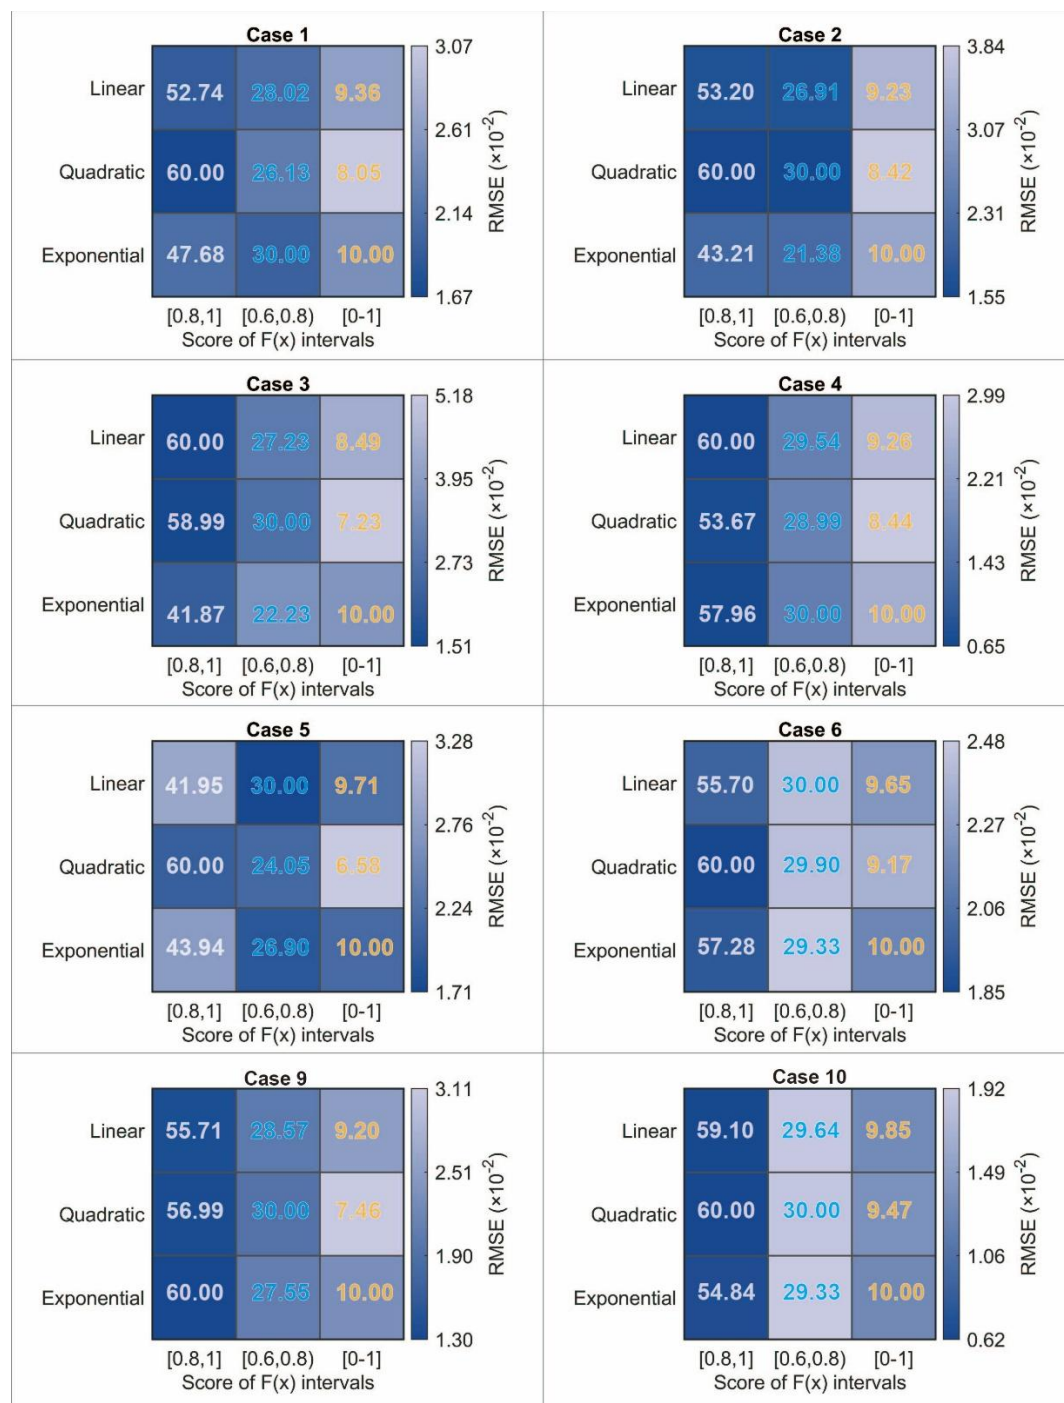 Case 1
Linear 52.74 28.02 9.36
Quadratic 60.00 26.13 8.05
Exponential 47.68 30.00 10.00
[0.8,1] [0.6,0.8) [0-1]
Score of F(x) intervals
3.07
2.61
2.14
1.67
RMSE (×10⁻²)
Case 2
Linear 53.20 26.91 9.23
Quadratic 60.00 30.00 8.42
Exponential 43.21 21.38 10.00
[0.8,1] [0.6,0.8) [0-1]
Score of F(x) intervals
3.84
3.07
2.31
1.55
RMSE (×10⁻²)
Case 3
Linear 60.00 27.23 8.49
Quadratic 58.99 30.00 7.23
Exponential 41.87 22.23 10.00
[0.8,1] [0.6,0.8) [0-1]
Score of F(x) intervals
5.18
3.95
2.73
1.51
RMSE (×10⁻²)
Case 4
Linear 60.00 29.54 9.26
Quadratic 53.67 28.99 8.44
Exponential 57.96 30.00 10.00
[0.8,1] [0.6,0.8) [0-1]
Score of F(x) intervals
2.99
2.21
1.43
0.65
RMSE (×10⁻²)
Case 5
Linear 41.95 30.00 9.71
Quadratic 60.00 24.05 6.58
Exponential 43.94 26.90 10.00
[0.8,1] [0.6,0.8) [0-1]
Score of F(x) intervals
3.28
2.76
2.24
1.71
RMSE (×10⁻²)
Case 6
Linear 55.70 30.00 9.65
Quadratic 60.00 29.90 9.17
Exponential 57.28 29.33 10.00
[0.8,1] [0.6,0.8) [0-1]
Score of F(x) intervals
2.48
2.27
2.06
1.85
RMSE (×10⁻²)
Case 9
Linear 55.71 28.57 9.20
Quadratic 56.99 30.00 7.46
Exponential 60.00 27.55 10.00
[0.8,1] [0.6,0.8) [0-1]
Score of F(x) intervals
3.11
2.51
1.90
1.30
RMSE (×10⁻²)
Case 10
Linear 59.10 29.64 9.85
Quadratic 60.00 30.00 9.47
Exponential 54.84 29.33 10.00
[0.8,1] [0.6,0.8) [0-1]
Score of F(x) intervals
1.92
1.49
1.06
0.62
RMSE (×10⁻²)